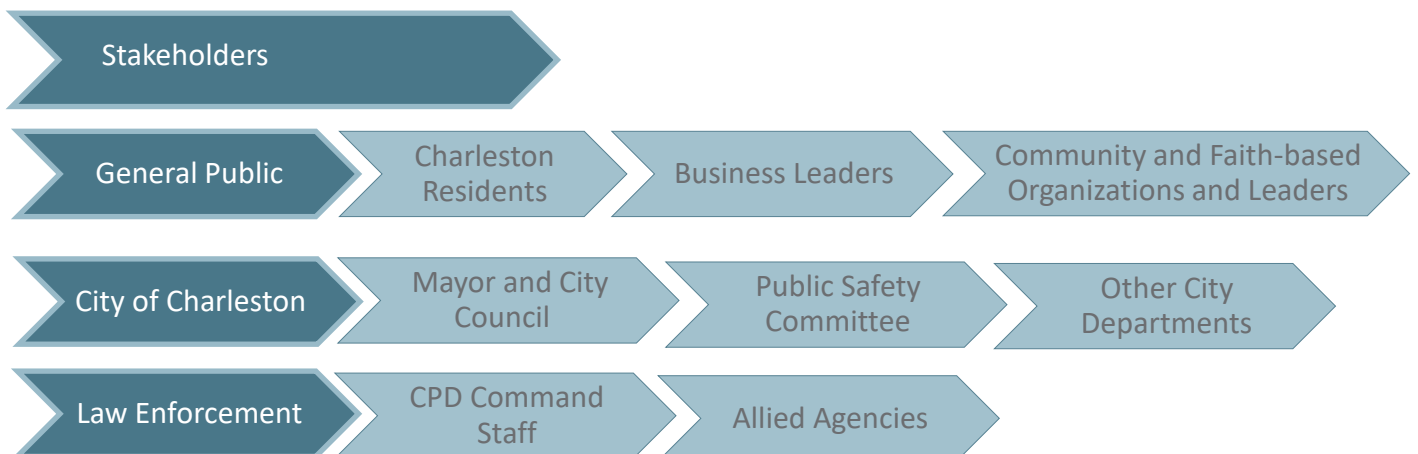 Stakeholders
General Public
Charleston
Residents
Business Leaders
Community and Faith-based
Organizations and Leaders
City of Charleston
Mayor and City
Council
Public Safety
Committee
Other City
Departments
Law Enforcement
CPD Command
Staff
Allied Agencies